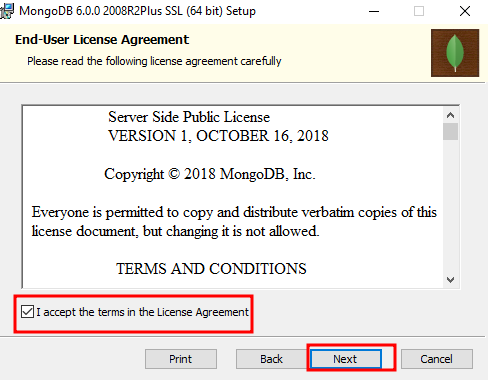 MongoDB 6.0.0 2008R2Plus SSL (64 bit) Setup
End-User License Agreement
Please read the following license agreement carefully
Server Side Public License
VERSION 1, OCTOBER 16, 2018
Copyright © 2018 MongoDB, Inc.
Everyone is permitted to copy and distribute verbatim copies of this
license document, but changing it is not allowed.
TERMS AND CONDITIONS
I accept the terms in the License Agreement
Print Back Next Cancel